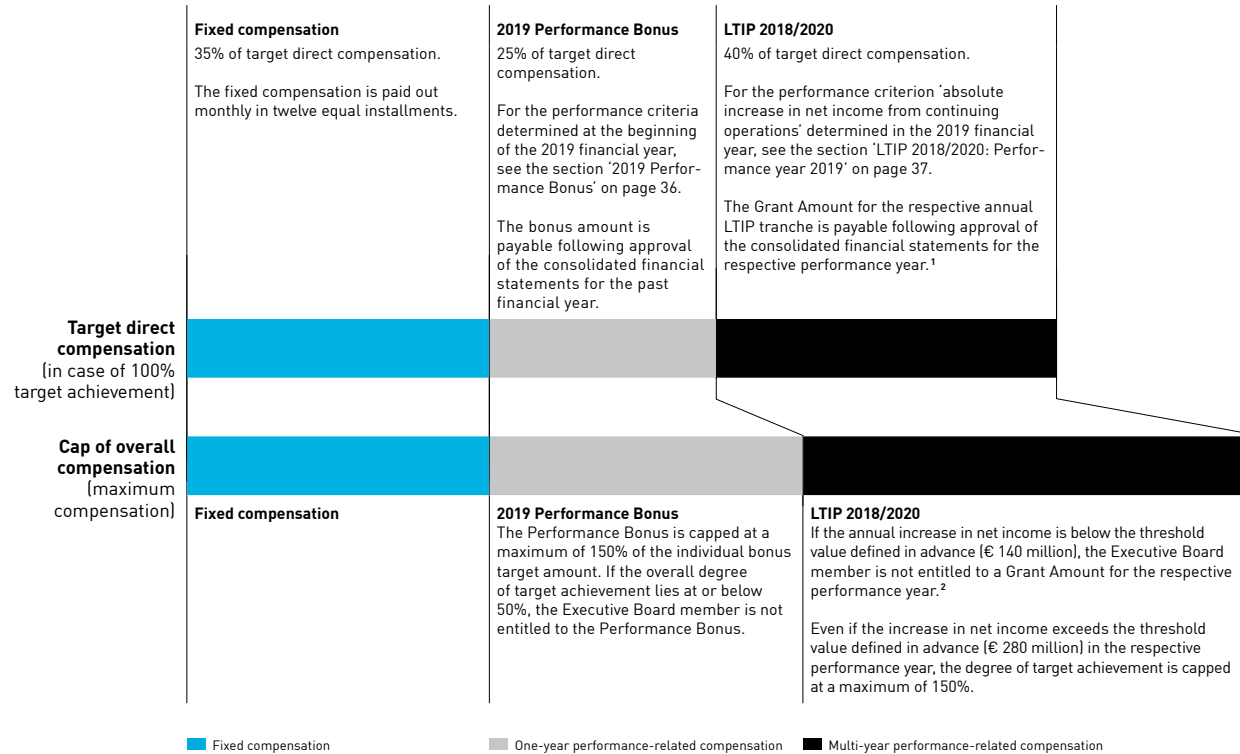 Fixed compensation
35% of target direct compensation.
The fixed compensation is paid out
monthly in twelve equal installments.
2019 Performance Bonus
25% of target direct
compensation.
For the performance criteria
determined at the beginning
of the 2019 financial year,
see the section ‘2019 Perfor-
mance Bonus’ on page 36.
The bonus amount is
payable following approval
of the consolidated financial
statements for the past
financial year.
LTIP 2018/2020
40% of target direct compensation.
For the performance criterion ‘absolute
increase in net income from continuing
operations’ determined in the 2019 financial
year, see the section ‘LTIP 2018/2020: Perfor-
mance year 2019’ on page 37.
The Grant Amount for the respective annual
LTIP tranche is payable following approval of
the consolidated financial statements for the
respective performance year.¹
Target direct
compensation
(in case of 100%
target achievement)
Cap of overall
compensation
(maximum
compensation)
Fixed compensation
2019 Performance Bonus
The Performance Bonus is capped at a
maximum of 150% of the individual bonus
target amount. If the overall degree
of target achievement lies at or below
50%, the Executive Board member is not
entitled to the Performance Bonus.
LTIP 2018/2020
If the annual increase in net income is below the threshold
value defined in advance (€ 140 million), the Executive Board
member is not entitled to a Grant Amount for the respective
performance year.²
Even if the increase in net income exceeds the threshold
value defined in advance (€ 280 million) in the respective
performance year, the degree of target achievement is capped
at a maximum of 150%.
Fixed compensation
One-year performance-related compensation
Multi-year performance-related compensation